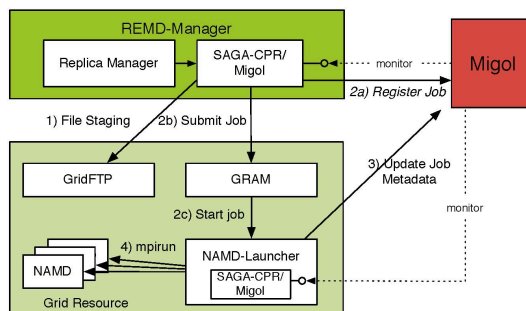 REMD-Manager
Replica Manager
SAGA-CPR/
Migol
monitor
Migol
2a) Register Job
1) File Staging
2b) Submit Job
3) Update Job
Metadata
GridFTP
GRAM
monitor
2c) Start job
4) mpirun
NAMD-Launcher
NAMD
SAGA-CPR/
Migol
Grid Resource